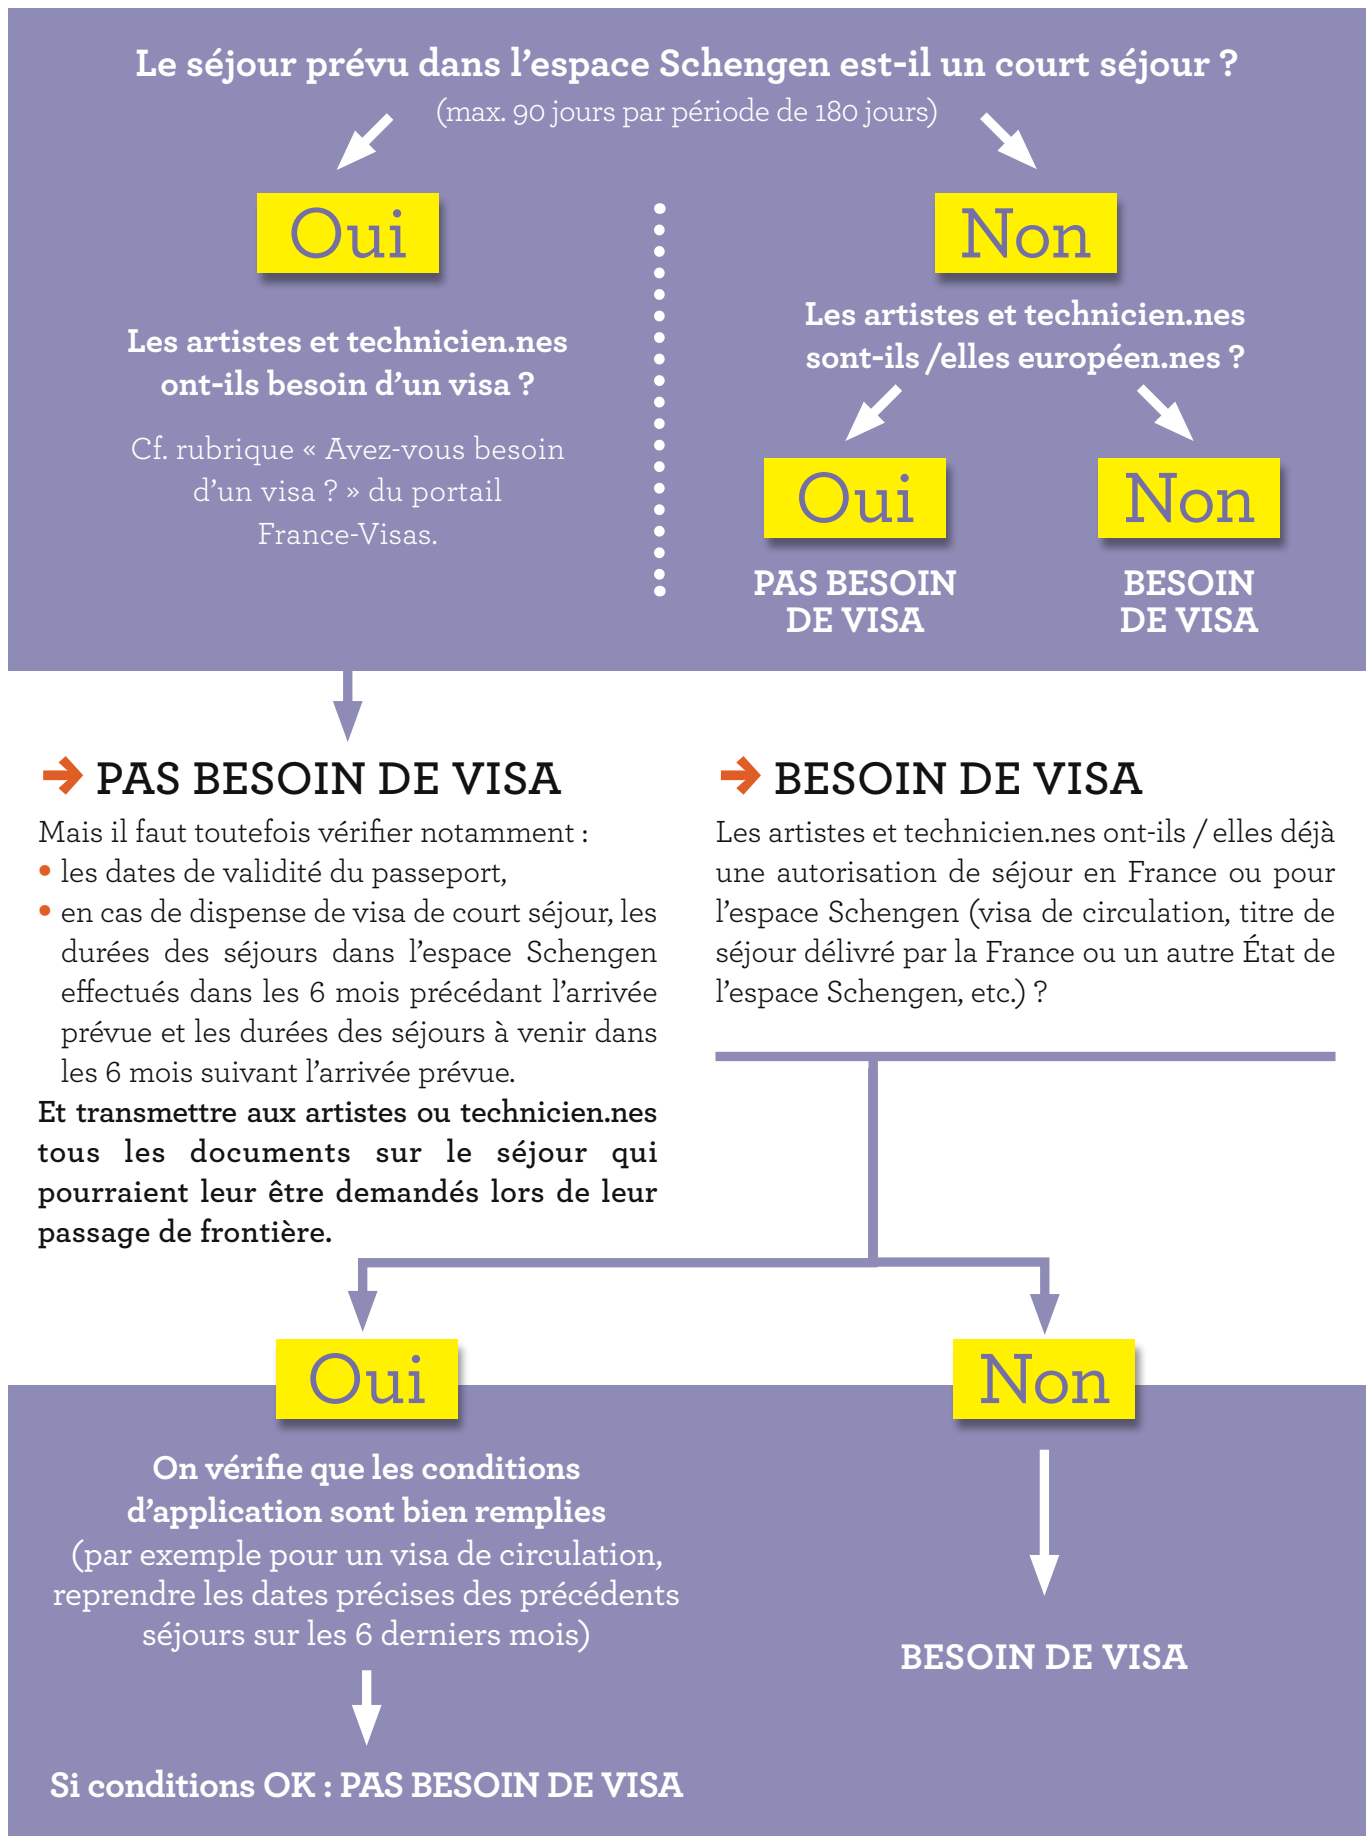 Le séjour prévu dans l’espace Schengen est-il un court séjour ?
(max. 90 jours par période de 180 jours)
Oui
Les artistes et technicien.nes
ont-ils besoin d’un visa ?
Cf. rubrique « Avez-vous besoin
d’un visa ? » du portail
France-Visas.
Non
Les artistes et technicien.nes
sont-ils /elles européen.nes ?
Oui
PAS BESOIN
DE VISA
Non
BESOIN
DE VISA
PAS BESOIN DE VISA
Mais il faut toutefois vérifier notamment :
• les dates de validité du passeport,
• en cas de dispense de visa de court séjour, les
durées des séjours dans l’espace Schengen
effectués dans les 6 mois précédant l’arrivée
prévue et les durées des séjours à venir dans
les 6 mois suivant l’arrivée prévue.
Et transmettre aux artistes ou technicien.nes
tous les documents sur le séjour qui
pourraient leur être demandés lors de leur
passage de frontière.
BESOIN DE VISA
Les artistes et technicien.nes ont-ils / elles déjà
une autorisation de séjour en France ou pour
l’espace Schengen (visa de circulation, titre de
séjour délivré par la France ou un autre État de
l’espace Schengen, etc.) ?
Oui
On vérifie que les conditions
d’application sont bien remplies
(par exemple pour un visa de circulation,
reprendre les dates précises des précédents
séjours sur les 6 derniers mois)
Si conditions OK : PAS BESOIN DE VISA
Non
BESOIN DE VISA